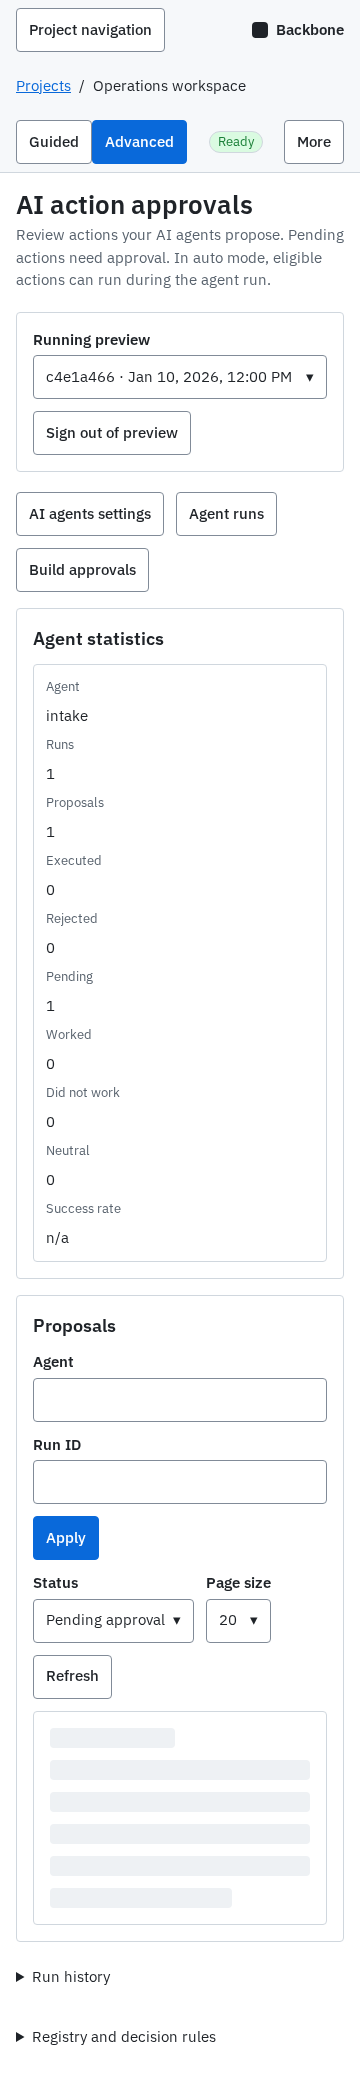 Project navigation
Backbone
Projects / Operations workspace
Guided
Advanced
Ready
More
AI action approvals
Review actions your AI agents propose. Pending
actions need approval. In auto mode, eligible
actions can run during the agent run.
Running preview
c4e1a466 · Jan 10, 2026, 12:00 PM
Sign out of preview
AI agents settings
Agent runs
Build approvals
Agent statistics
Agent
intake
Runs
1
Proposals
1
Executed
0
Rejected
0
Pending
1
Worked
0
Did not work
0
Neutral
0
Success rate
n/a
Proposals
Agent
Run ID
Apply
Status
Page size
Pending approval
20
Refresh
Run history
Registry and decision rules